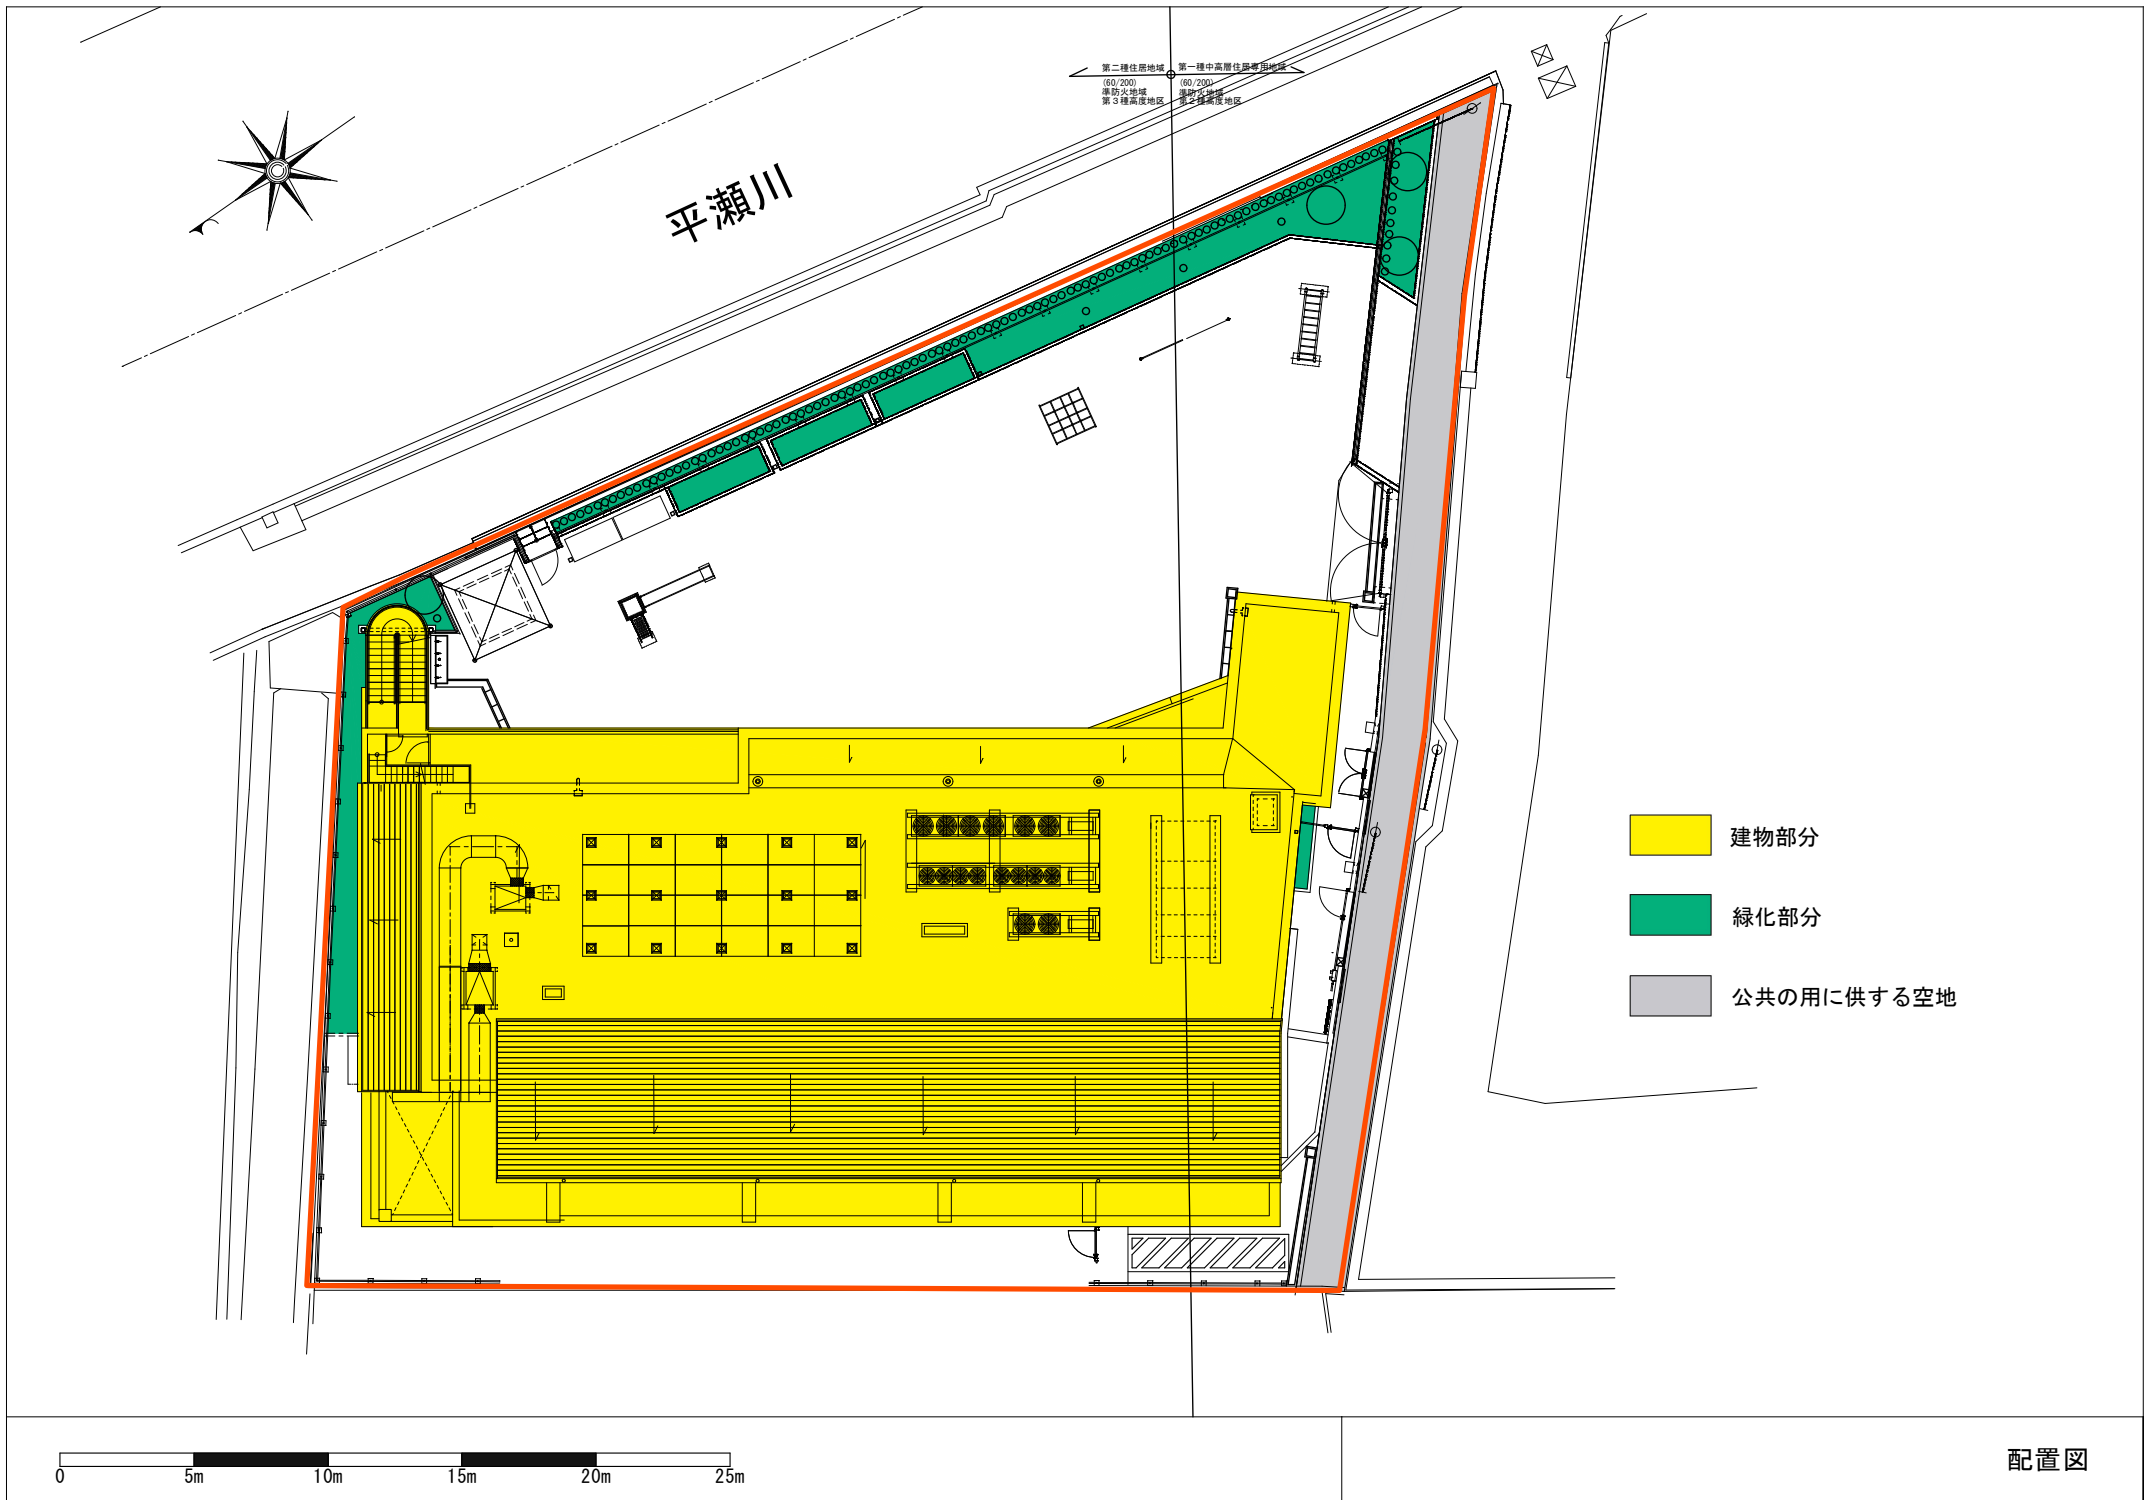 第二種住居地域
(60/200)
準防火地域
第3種高度地区
第一種中高層住居専用地域
(60/200)
準防火地域
第2種高度地区
平瀬川
建物部分
緑化部分
公共の用に供する空地
0 5m 10m 15m 20m 25m
配置図